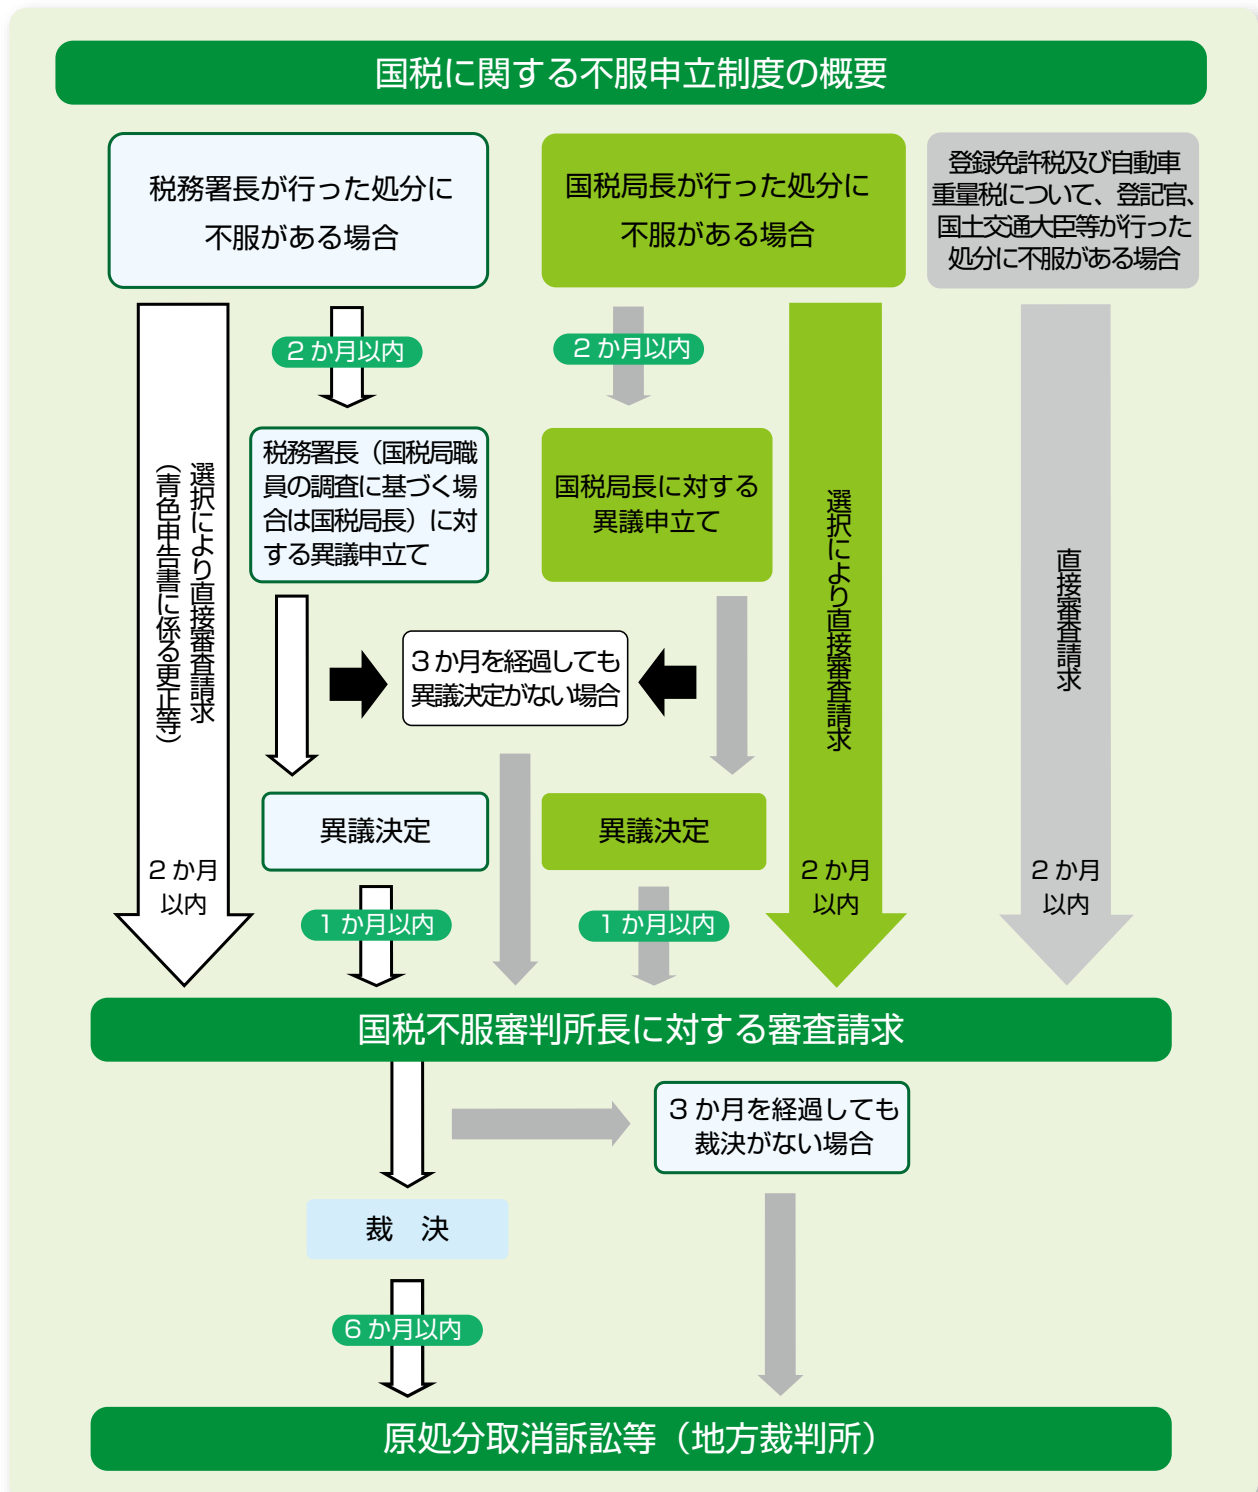 国税に関する不服申立制度の概要
税務署長が行った処分に
不服がある場合
国税局長が行った処分に
不服がある場合
登録免許税及び自動車
重量税について、登記官、
国土交通大臣等が行った
処分に不服がある場合
2か月以内
2か月以内
選択により直接審査請求
(青色申告書に係る更正等)
2か月
以内
税務署長（国税局職
員の調査に基づく場
合は国税局長）に対
する異議申立て
国税局長に対する
異議申立て
選択により直接審査請求
2か月
以内
直接審査請求
2か月
以内
3か月を経過しても
異議決定がない場合
異議決定
異議決定
1か月以内
1か月以内
国税不服審判所長に対する審査請求
3か月を経過しても
裁決がない場合
裁　決
6か月以内
原処分取消訴訟等（地方裁判所）